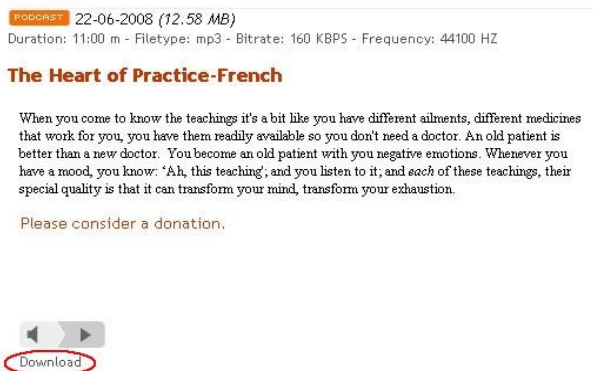 PODCAST 22-06-2008 (12.58 MB)
Duration: 11:00 m - Filetype: mp3 - Bitrate: 160 KBPS - Frequency: 44100 HZ
The Heart of Practice-French
When you come to know the teachings it's a bit like you have different ailments, different medicines
that work for you, you have them readily available so you don't need a doctor. An old patient is
better than a new doctor. You become an old patient with you negative emotions. Whenever you
have a mood, you know: ‘Ah, this teaching'; and you listen to it; and each of these teachings, their
special quality is that it can transform your mind, transform your exhaustion.
Please consider a donation.
Download